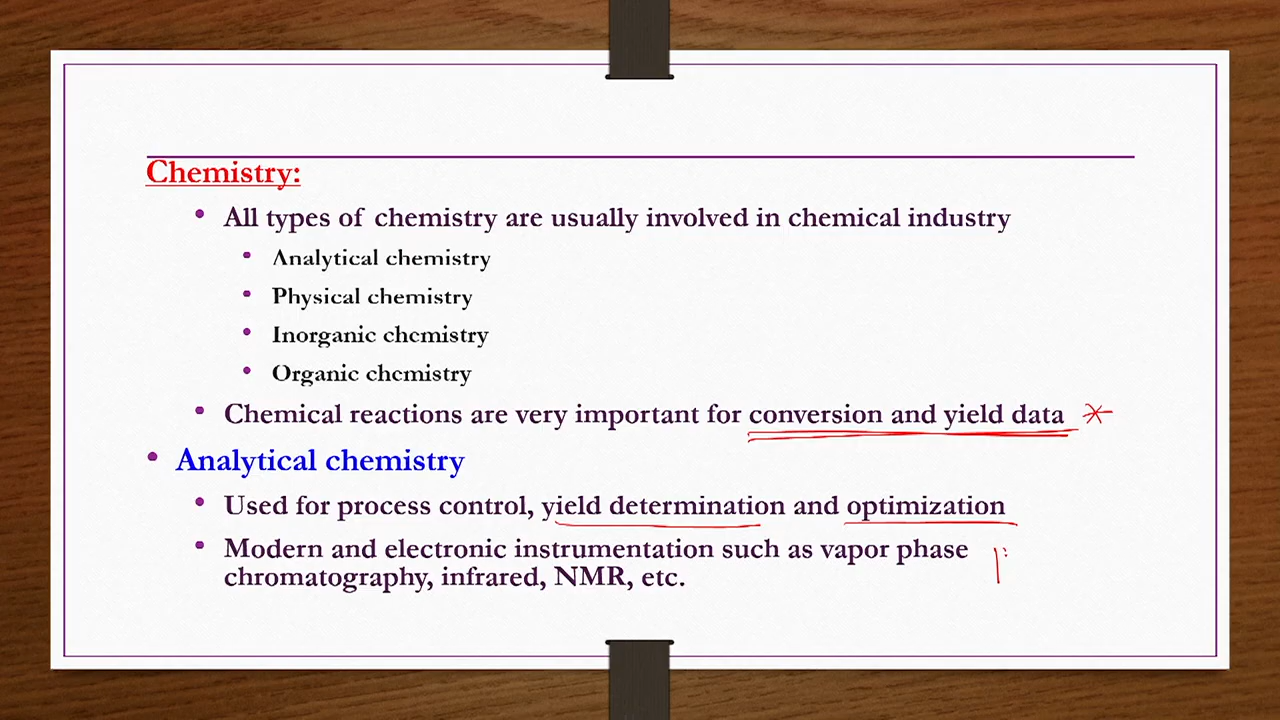 Chemistry:
• All types of chemistry are usually involved in chemical industry
• Analytical chemistry
• Physical chemistry
• Inorganic chemistry
• Organic chemistry
• Chemical reactions are very important for conversion and yield data *
• Analytical chemistry
• Used for process control, yield determination and optimization
• Modern and electronic instrumentation such as vapor phase
chromatography, infrared, NMR, etc.